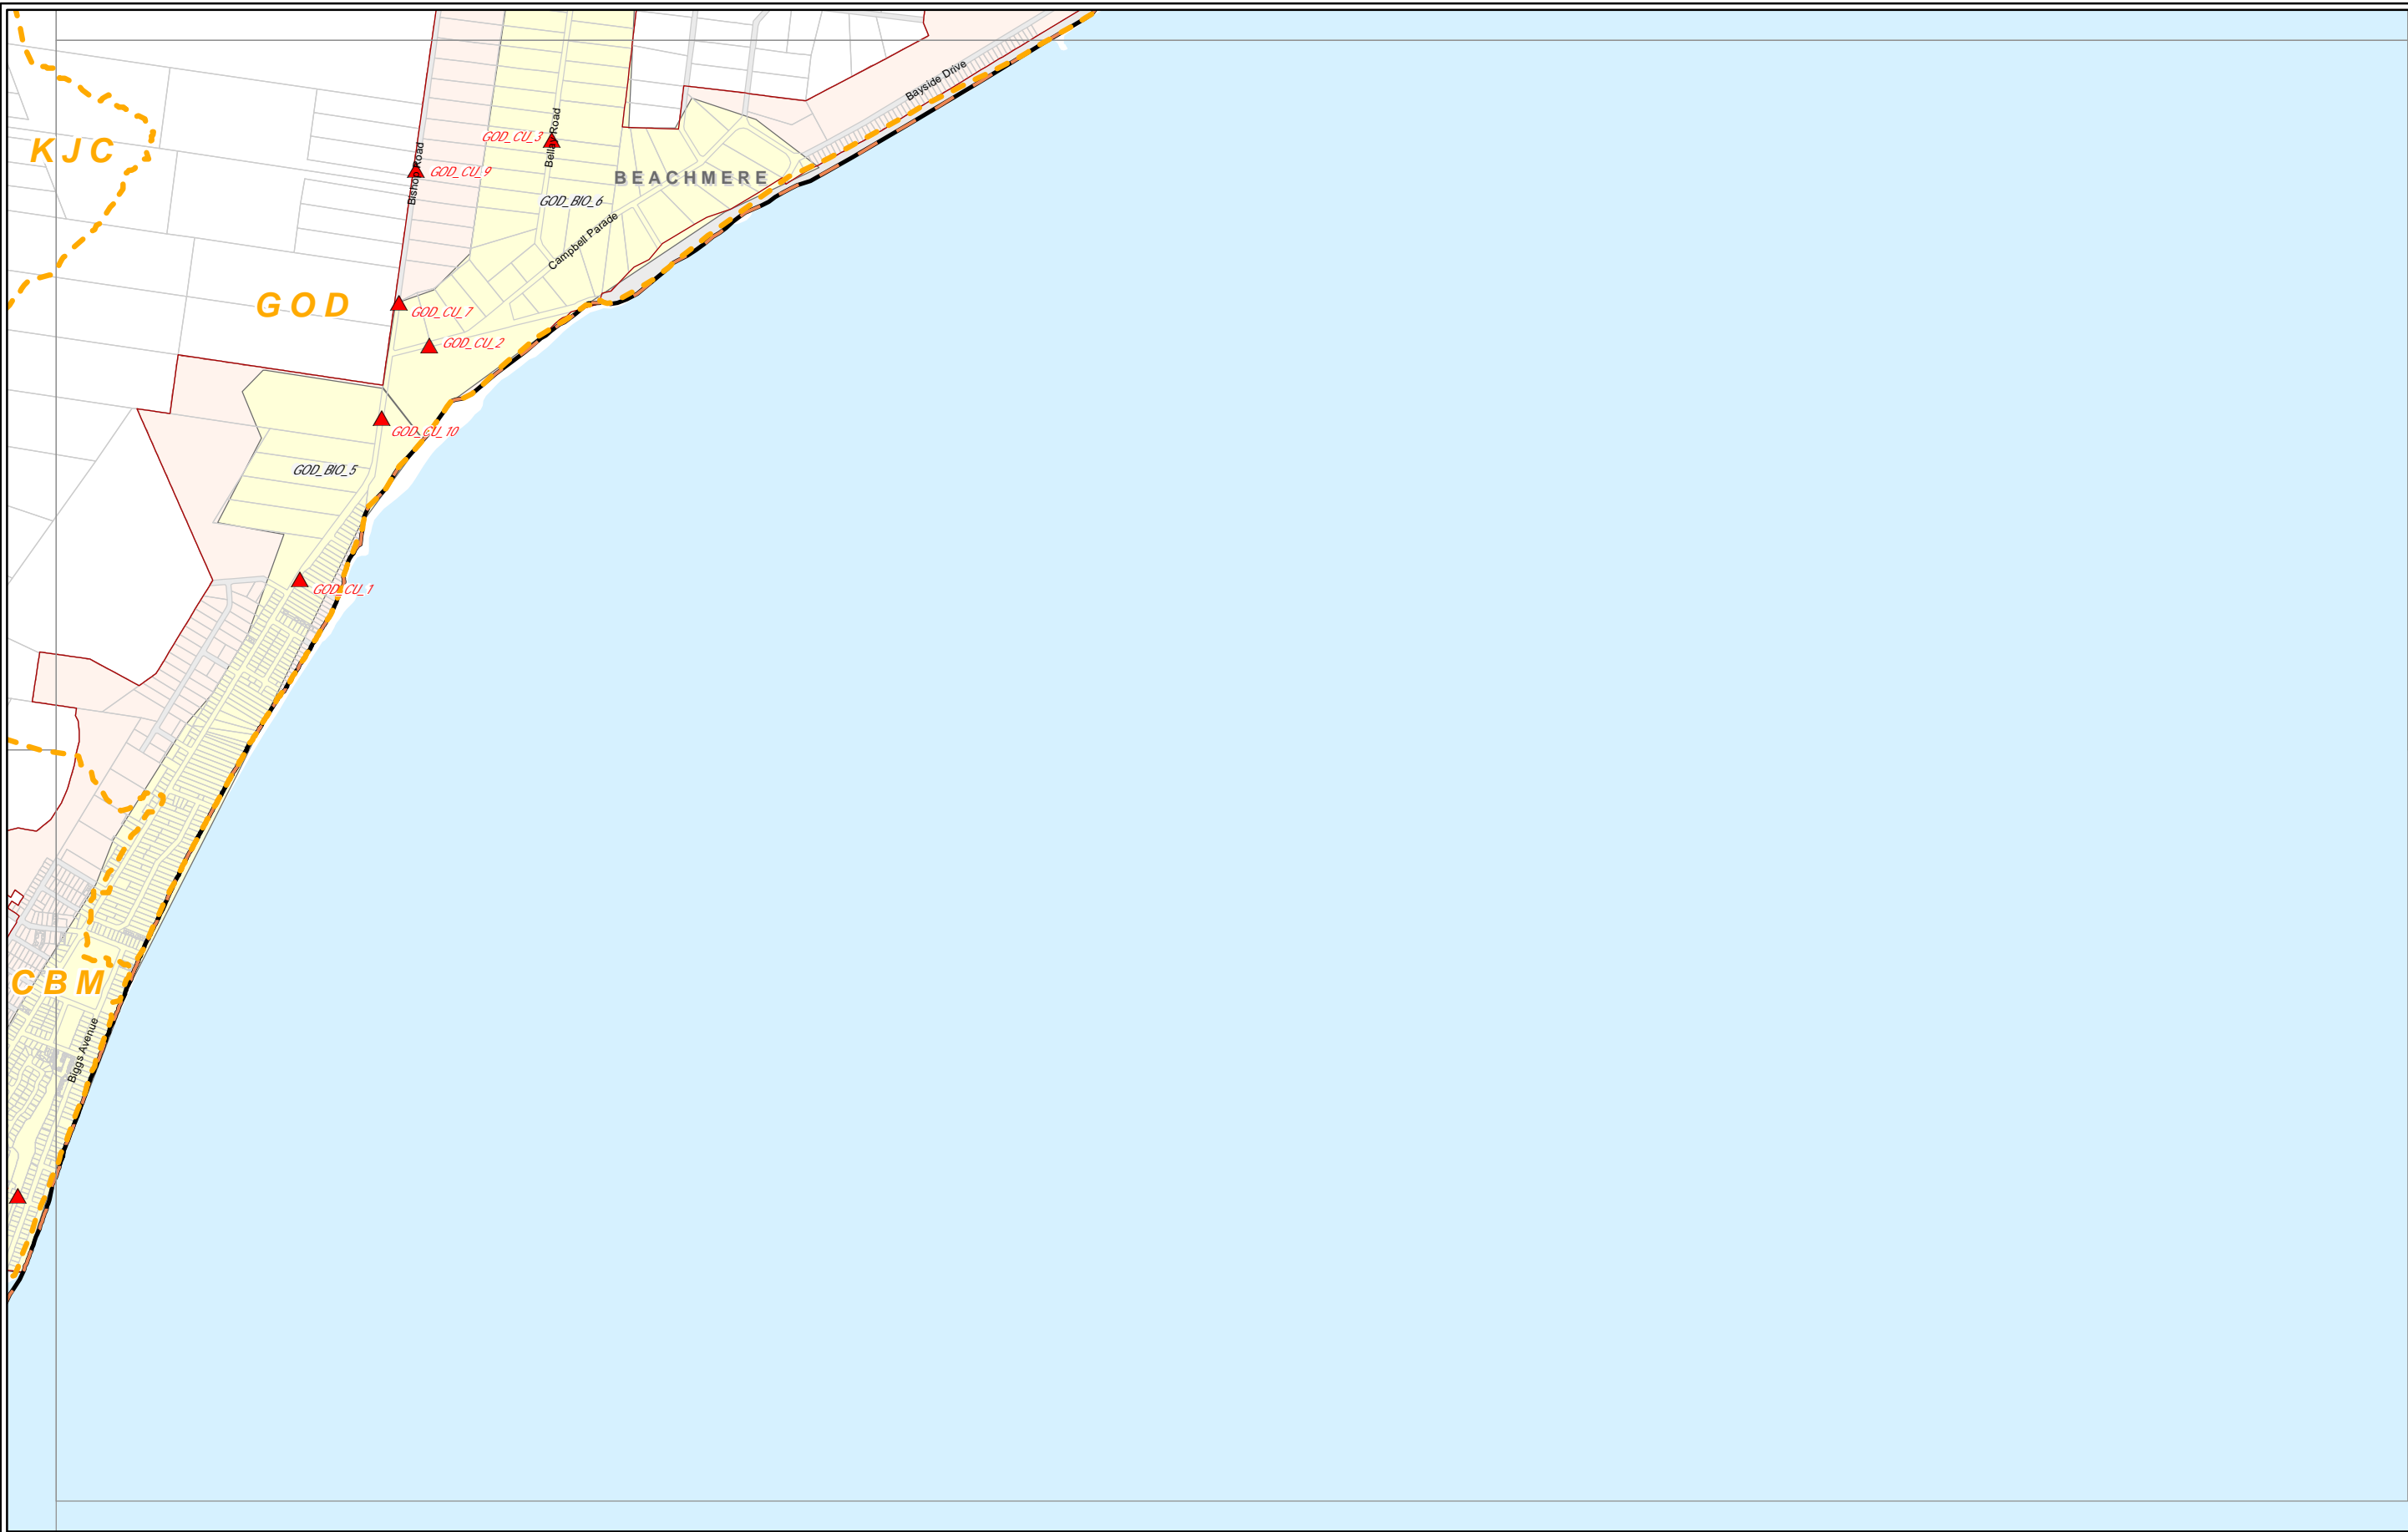 Bayside Drive
GOD_CU_3
Bellay Road
KJC
Bishop Road
GOD_CU_9
BEACHMERE
GOD_BIO_6
Campbell Parade
GOD
GOD_CU_7
GOD_CU_2
GOD_CU_10
GOD_BIO_5
GOD_CU_1
CBM
Biggs Avenue